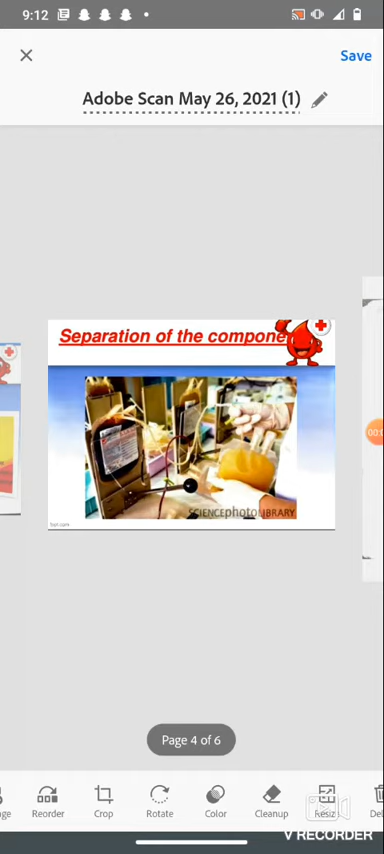 9:12
Save
Adobe Scan May 26, 2021 (1)
Separation of the compone
SCIENCEphotoLIBRARY
Page 4 of 6
Reorder
Crop
Rotate
Color
Cleanup
Resiz
V RECORDER